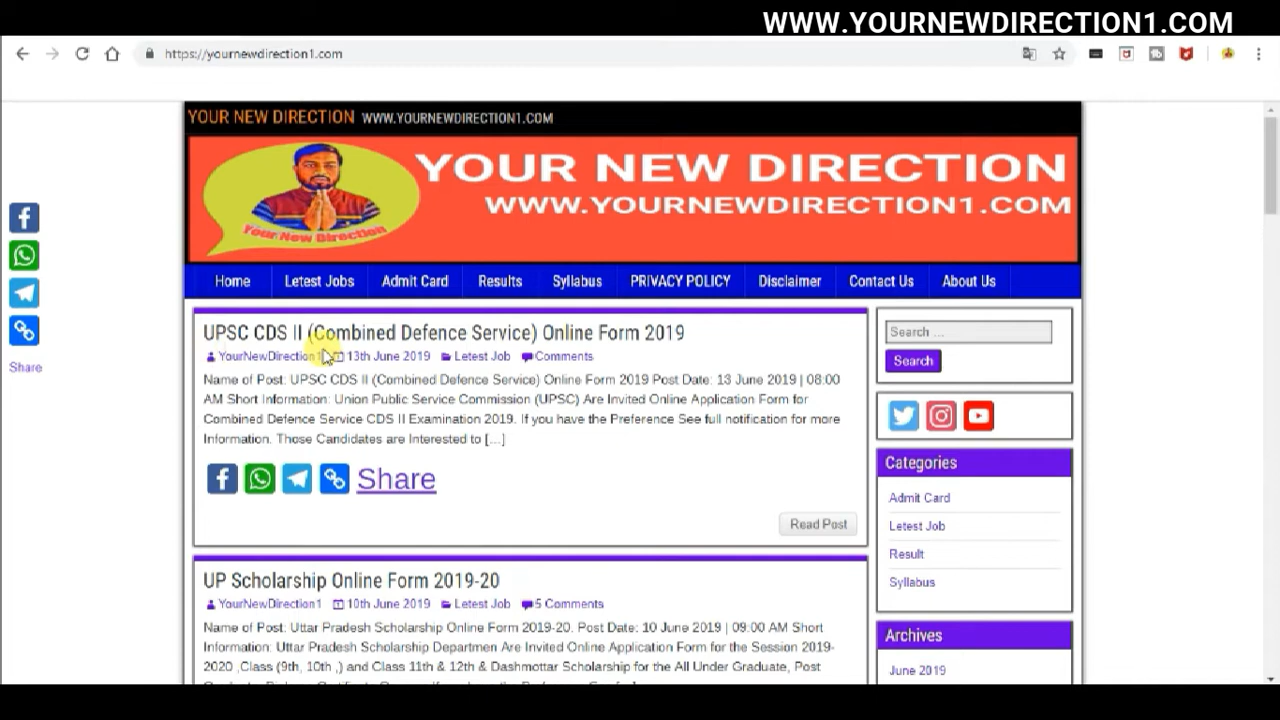 WWW.YOURNEWDIRECTION1.COM
https://yournewdirection1.com
YOUR NEW DIRECTION WWW.YOURNEWDIRECTION1.COM
YOUR NEW DIRECTION
WWW.YOURNEWDIRECTION1.COM
Your New Direction
Home Letest Jobs Admit Card Results Syllabus PRIVACY POLICY Disclaimer Contact Us About Us
UPSC CDS II (Combined Defence Service) Online Form 2019
YourNewDirection1 13th June 2019 Letest Job Comments
Name of Post: UPSC CDS II (Combined Defence Service) Online Form 2019 Post Date: 13 June 2019 | 08:00
AM Short Information: Union Public Service Commission (UPSC) Are Invited Online Application Form for
Combined Defence Service CDS II Examination 2019. If you have the Preference See full notification for more
Information. Those Candidates are Interested to [...]
Share
Read Post
UP Scholarship Online Form 2019-20
YourNewDirection1 10th June 2019 Letest Job 5 Comments
Name of Post: Uttar Pradesh Scholarship Online Form 2019-20. Post Date: 10 June 2019 | 09:00 AM Short
Information: Uttar Pradesh Scholarship Departmen Are Invited Online Application Form for the Session 2019-
2020 ,Class (9th, 10th ,) and Class 11th & 12th & Dashmottar Scholarship for the All Under Graduate, Post
Share
Search ...
Search
Categories
Admit Card
Letest Job
Result
Syllabus
Archives
June 2019